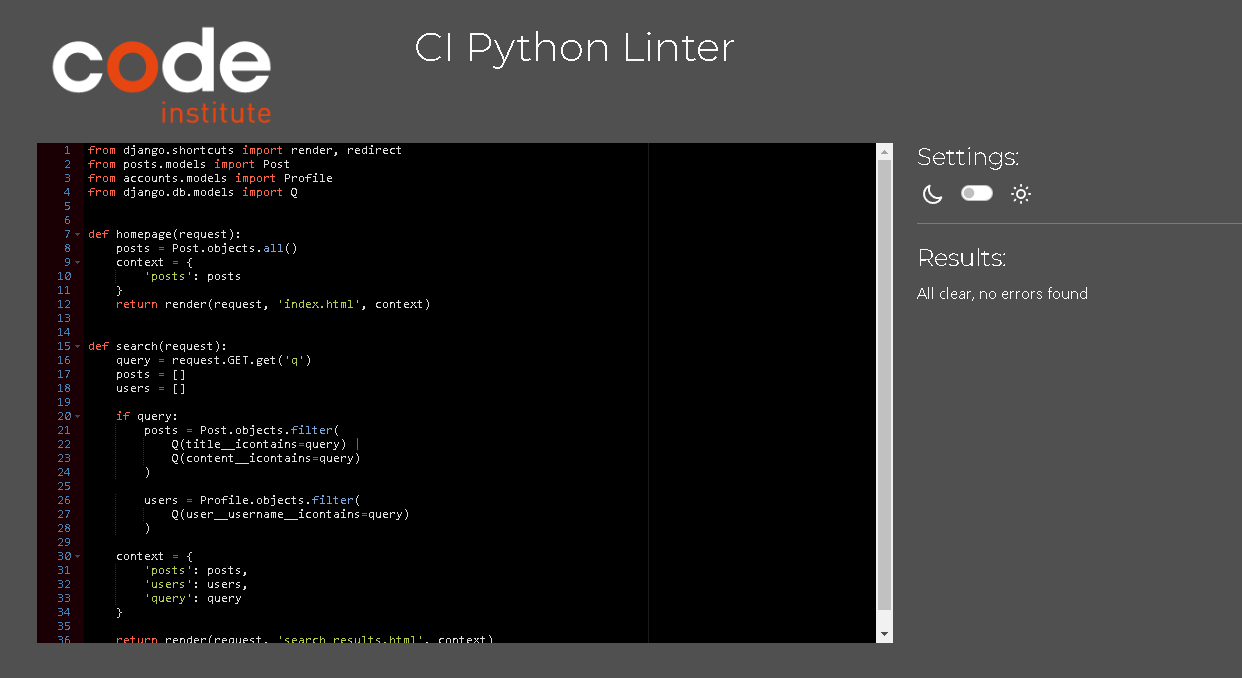 code
institute
CI Python Linter
1 from django.shortcuts import render, redirect
2 from posts.models import Post
3 from accounts.models import Profile
4 from django.db.models import Q
5
6
7 def homepage(request):
8     posts = Post.objects.all()
9     context = {
10         'posts': posts
11     }
12     return render(request, 'index.html', context)
13
14
15 def search(request):
16     query = request.GET.get('q')
17     posts = []
18     users = []
19
20     if query:
21         posts = Post.objects.filter(
22             Q(title__icontains=query) |
23             Q(content__icontains=query)
24         )
25
26         users = Profile.objects.filter(
27             Q(user__username__icontains=query)
28         )
29
30     context = {
31         'posts': posts,
32         'users': users,
33         'query': query
34     }
35
36     return render(request, 'search_results.html', context)
Settings:
Results:
All clear, no errors found